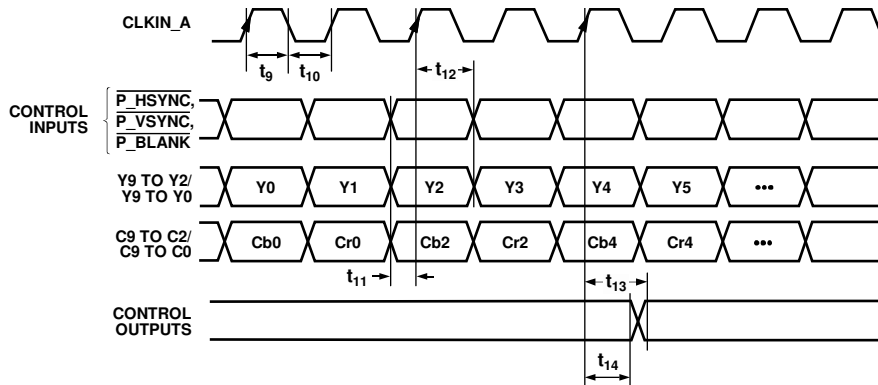 CLKIN_A
t9
t10
t12
CONTROL
INPUTS
P_HSYNC,
P_VSYNC,
P_BLANK
Y9 TO Y2/
Y9 TO Y0
Y0
Y1
Y2
Y3
Y4
Y5
•••
C9 TO C2/
C9 TO C0
Cb0
Cr0
Cb2
Cr2
Cb4
Cr4
•••
t11
t13
CONTROL
OUTPUTS
t14